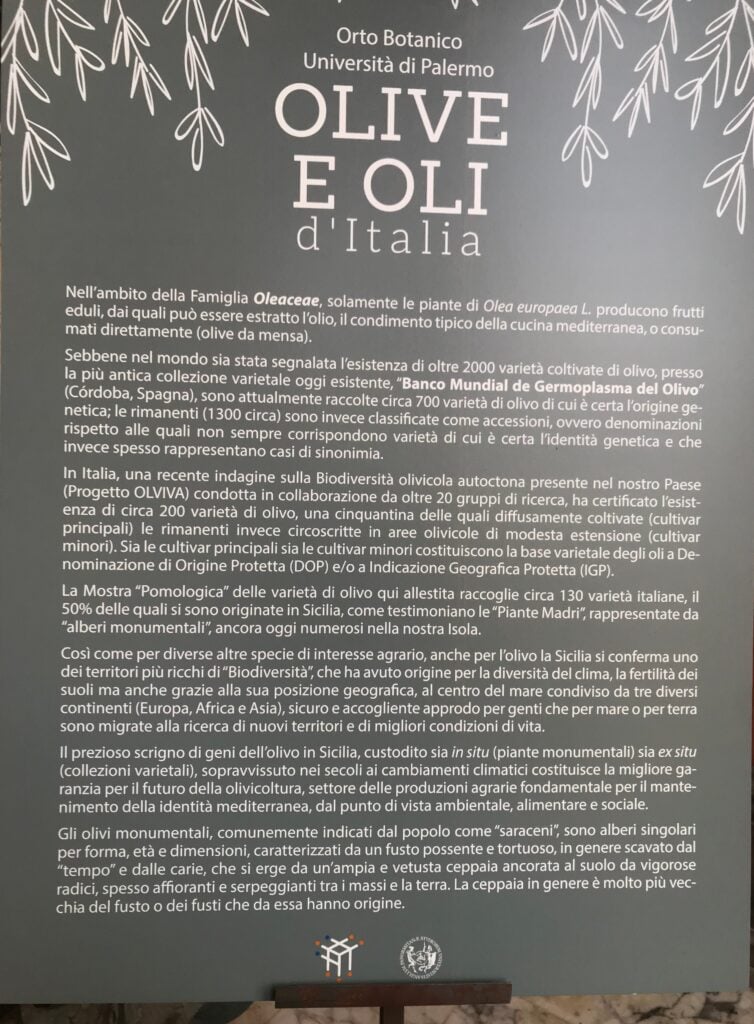 Orto Botanico
Università di Palermo
OLIVE
E OLI
d'Italia
Nell'ambito della Famiglia Oleaceae, solamente le piante di Olea europaea L. producono frutti
eduli, dai quali può essere estratto l'olio, il condimento tipico della cucina mediterranea, o consu-
mati direttamente (olive da mensa).
Sebbene nel mondo sia stata segnalata l'esistenza di oltre 2000 varietà coltivate di olivo, presso
la più antica collezione varietale oggi esistente, "Banco Mundial de Germoplasma del Olivo"
(Córdoba, Spagna), sono attualmente raccolte circa 700 varietà di olivo di cui è certa l'origine ge-
netica; le rimanenti (1300 circa) sono invece classificate come accessioni, ovvero denominazioni
rispetto alle quali non sempre corrispondono varietà di cui è certa l'identità genetica e che
invece spesso rappresentano casi di sinonimia.
In Italia, una recente indagine sulla Biodiversità olivicola autoctona presente nel nostro Paese
(Progetto OLVIVA) condotta in collaborazione da oltre 20 gruppi di ricerca, ha certificato l'esist-
enza di circa 200 varietà di olivo, una cinquantina delle quali diffusamente coltivate (cultivar
principali) le rimanenti invece circoscritte in aree olivicole di modesta estensione (cultivar
minori). Sia le cultivar principali sia le cultivar minori costituiscono la base varietale degli oli a De-
nominazione di Origine Protetta (DOP) e/o a Indicazione Geografica Protetta (IGP).
La Mostra "Pomologica" delle varietà di olivo qui allestita raccoglie circa 130 varietà italiane, il
50% delle quali si sono originate in Sicilia, come testimoniano le "Piante Madri", rappresentate da
"alberi monumentali", ancora oggi numerosi nella nostra Isola.
Così come per diverse altre specie di interesse agrario, anche per l'olivo la Sicilia si conferma uno
dei territori più ricchi di "Biodiversità", che ha avuto origine per la diversità del clima, la fertilità dei
suoli ma anche grazie alla sua posizione geografica, al centro del mare condiviso da tre diversi
continenti (Europa, Africa e Asia), sicuro e accogliente approdo per genti che per mare o per terra
sono migrate alla ricerca di nuovi territori e di migliori condizioni di vita.
Il prezioso scrigno di geni dell'olivo in Sicilia, custodito sia in situ (piante monumentali) sia ex situ
(collezioni varietali), sopravvissuto nei secoli ai cambiamenti climatici costituisce la migliore ga-
ranzia per il futuro della olivicoltura, settore delle produzioni agrarie fondamentale per il mante-
nimento della identità mediterranea, dal punto di vista ambientale, alimentare e sociale.
Gli olivi monumentali, comunemente indicati dal popolo come "saraceni", sono alberi singolari
per forma, età e dimensioni, caratterizzati da un fusto possente e tortuoso, in genere scavato dal
"tempo" e dalle carie, che si erge da un'ampia e vetusta ceppaia ancorata al suolo da vigorose
radici, spesso affioranti e serpeggianti tra i massi e la terra. La ceppaia in genere è molto più vec-
chia del fusto o dei fusti che da essa hanno origine.